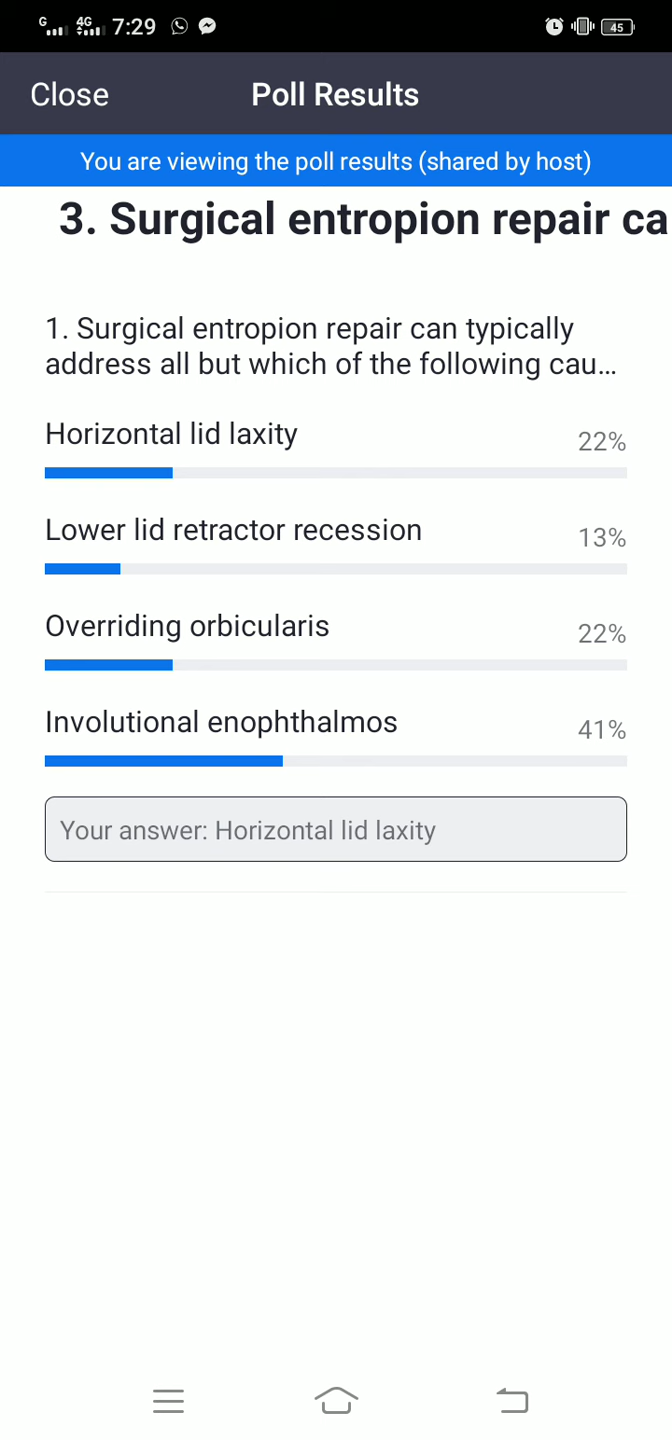 G 4G 7:29 45
Close Poll Results
You are viewing the poll results (shared by host)
3. Surgical entropion repair ca
1. Surgical entropion repair can typically
address all but which of the following cau...
Horizontal lid laxity 22%
Lower lid retractor recession 13%
Overriding orbicularis 22%
Involutional enophthalmos 41%
Your answer: Horizontal lid laxity